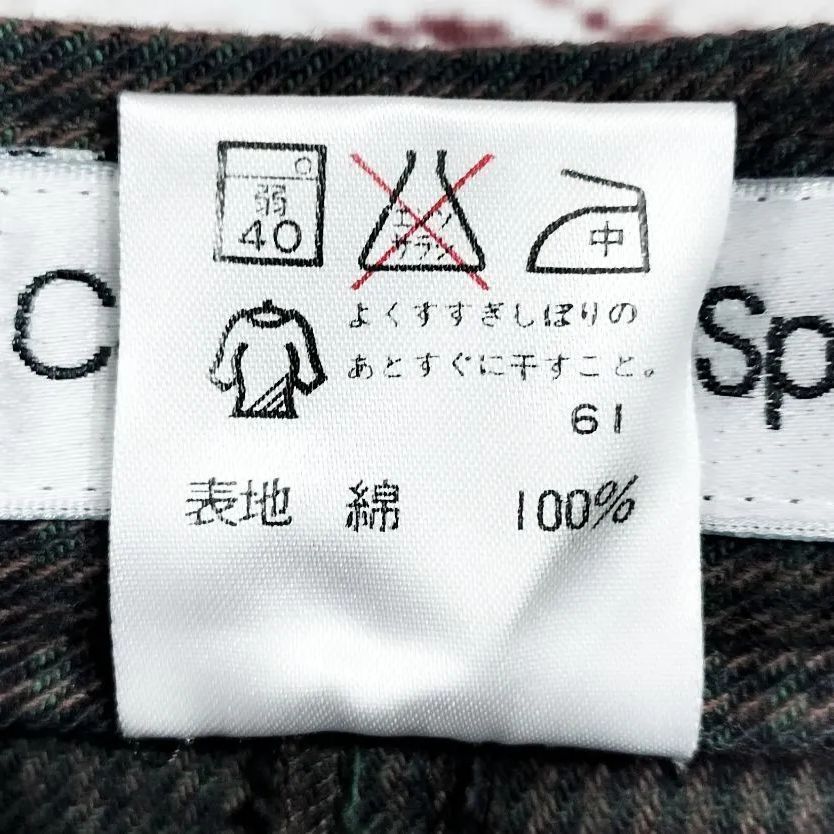 弱
40
エンソ
サラシ
中
よくすすぎしぼりの
あとすぐに干すこと。
61
C
Sp
表地 綿 100%